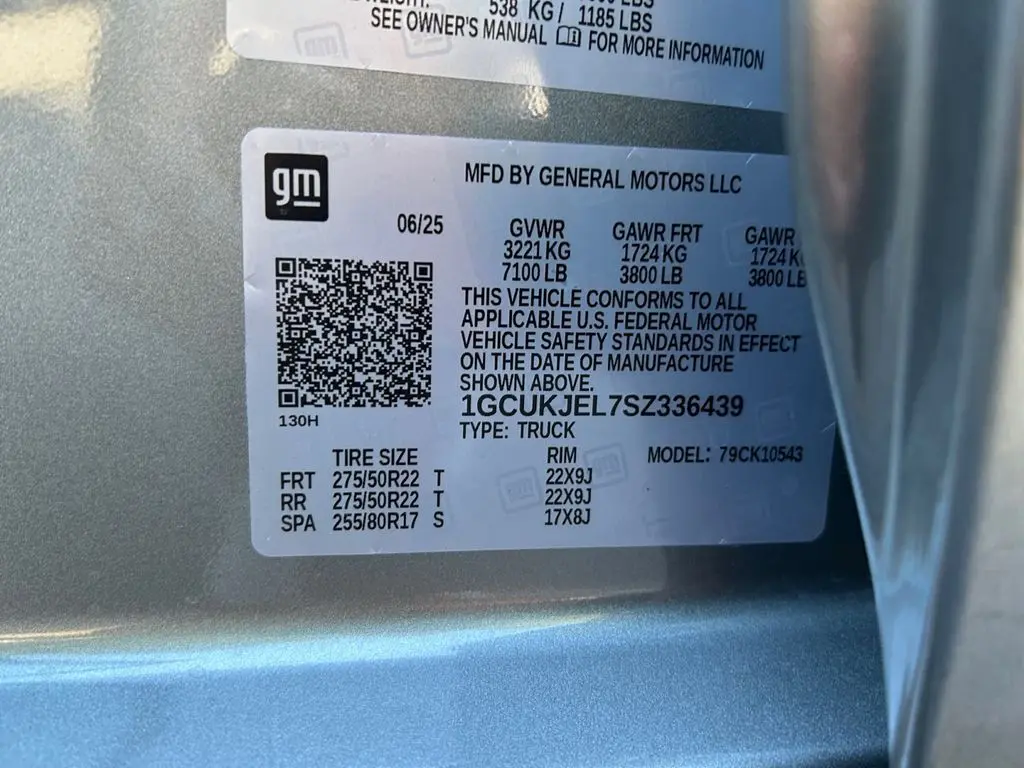 538 KG / 1185 LBS
SEE OWNER'S MANUAL FOR MORE INFORMATION
gm
MFD BY GENERAL MOTORS LLC
06/25
GVWR GAWR FRT GAWR
3221 KG 1724 KG 1724 K
7100 LB 3800 LB 3800 LB
THIS VEHICLE CONFORMS TO ALL
APPLICABLE U.S. FEDERAL MOTOR
VEHICLE SAFETY STANDARDS IN EFFECT
ON THE DATE OF MANUFACTURE
SHOWN ABOVE.
1GCUKJEL7SZ336439
130H
TYPE: TRUCK
TIRE SIZE RIM MODEL: 79CK10543
FRT 275/50R22 T 22X9J
RR 275/50R22 T 22X9J
SPA 255/80R17 S 17X8J